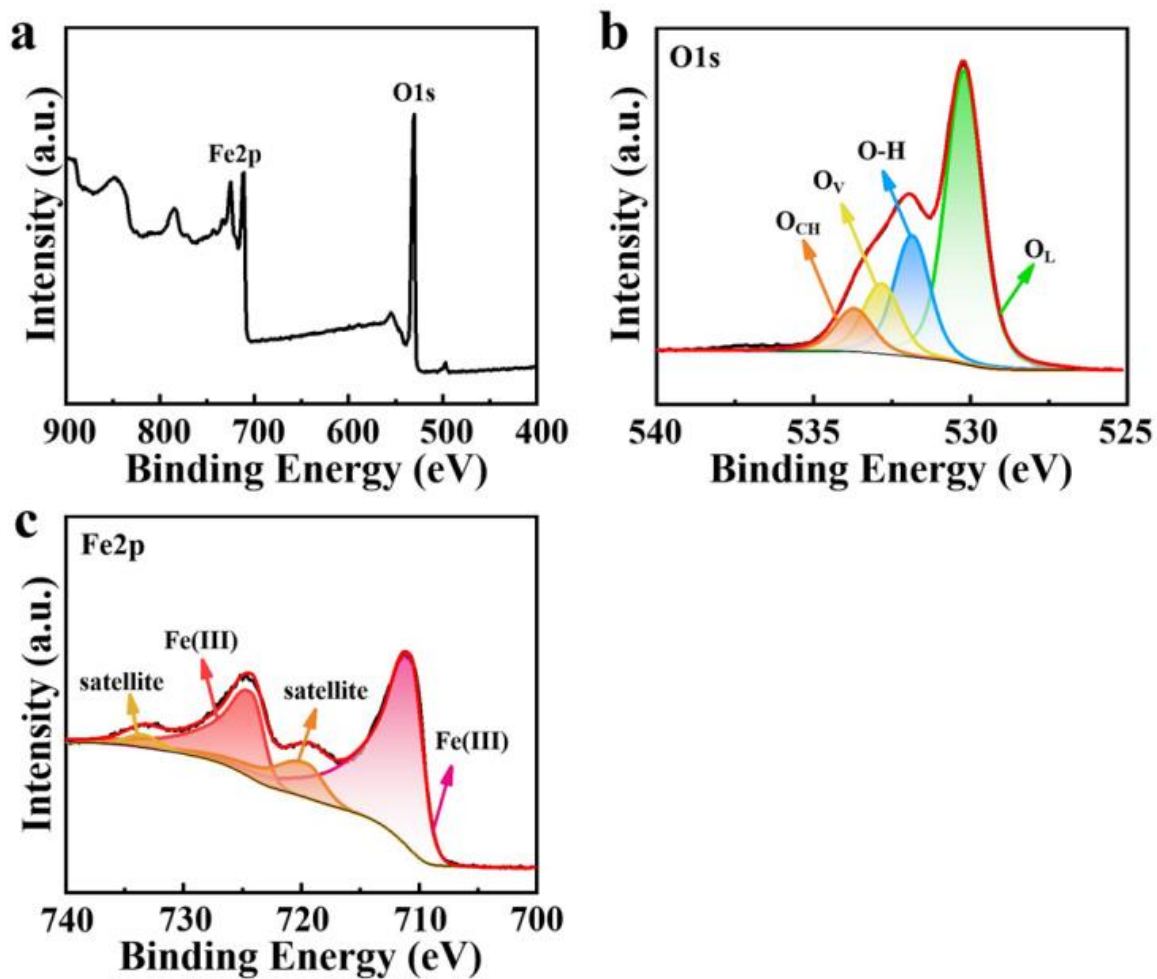 a
O1s
Fe2p
Intensity (a.u.)
900 800 700 600 500 400
Binding Energy (eV)
b
O1s
O-H
OV
OCH
OL
Intensity (a.u.)
540 535 530 525
Binding Energy (eV)
c
Fe2p
Fe(III)
satellite
satellite
Fe(III)
Intensity (a.u.)
740 730 720 710 700
Binding Energy (eV)